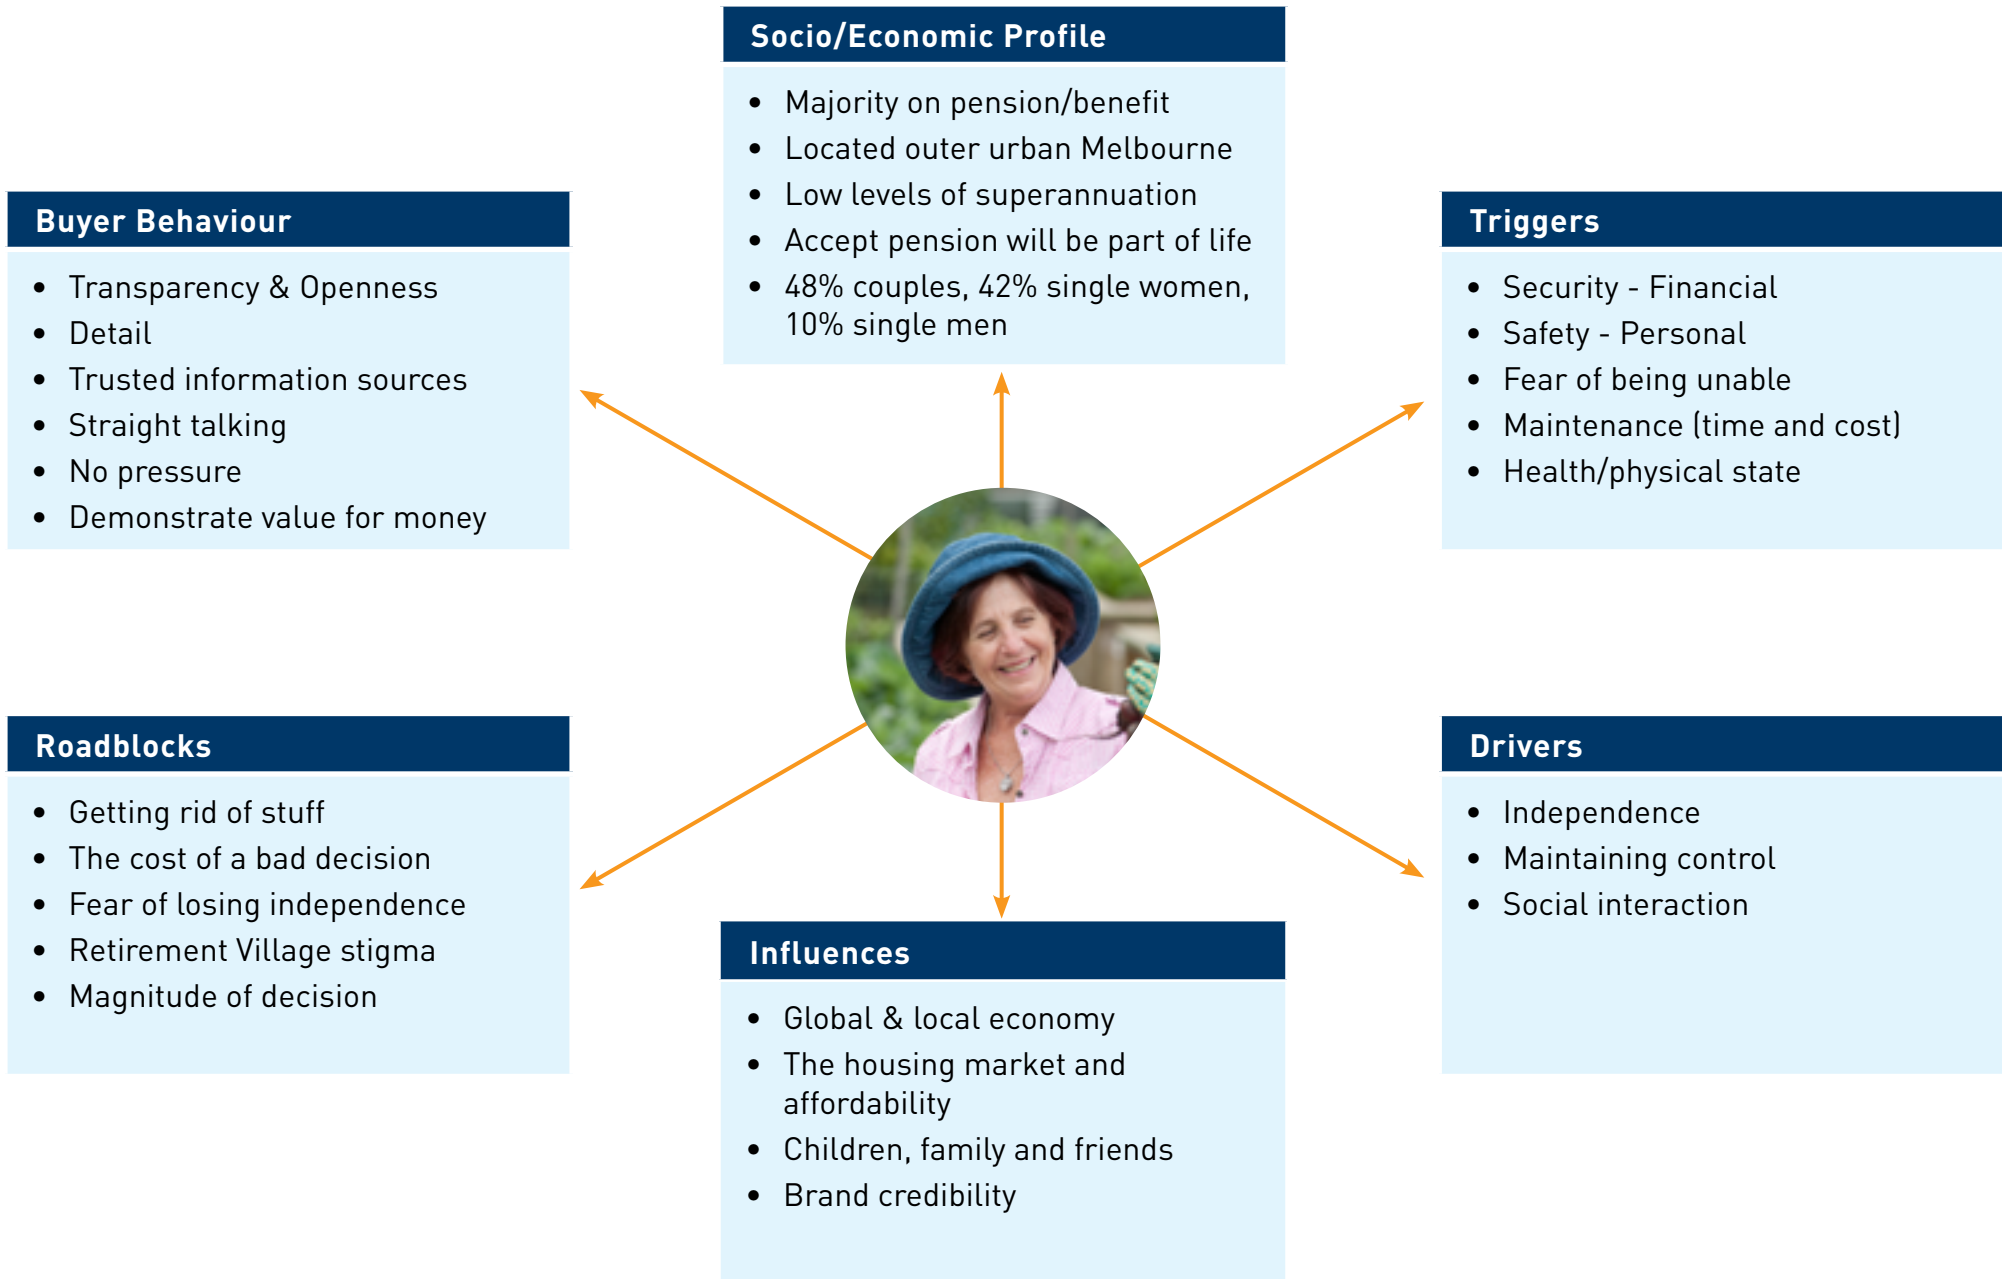 Socio/Economic Profile
• Majority on pension/benefit
• Located outer urban Melbourne
• Low levels of superannuation
• Accept pension will be part of life
• 48% couples, 42% single women,
10% single men
Buyer Behaviour
• Transparency & Openness
• Detail
• Trusted information sources
• Straight talking
• No pressure
• Demonstrate value for money
Triggers
• Security - Financial
• Safety - Personal
• Fear of being unable
• Maintenance (time and cost)
• Health/physical state
Roadblocks
• Getting rid of stuff
• The cost of a bad decision
• Fear of losing independence
• Retirement Village stigma
• Magnitude of decision
Drivers
• Independence
• Maintaining control
• Social interaction
Influences
• Global & local economy
• The housing market and
affordability
• Children, family and friends
• Brand credibility